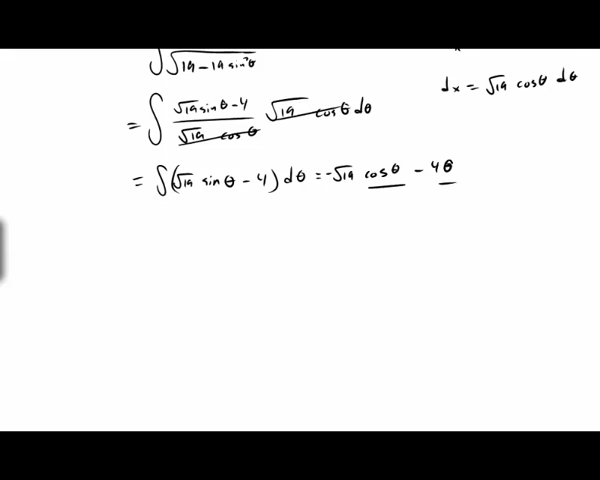 ∫ √19 − 19 sin²θ
dx = √19 cosθ dθ
= ∫ (√19 sinθ − 4)/(√19 cosθ) √19 cosθ dθ
= ∫(√19 sinθ − 4) dθ = −√19 cosθ − 4θ